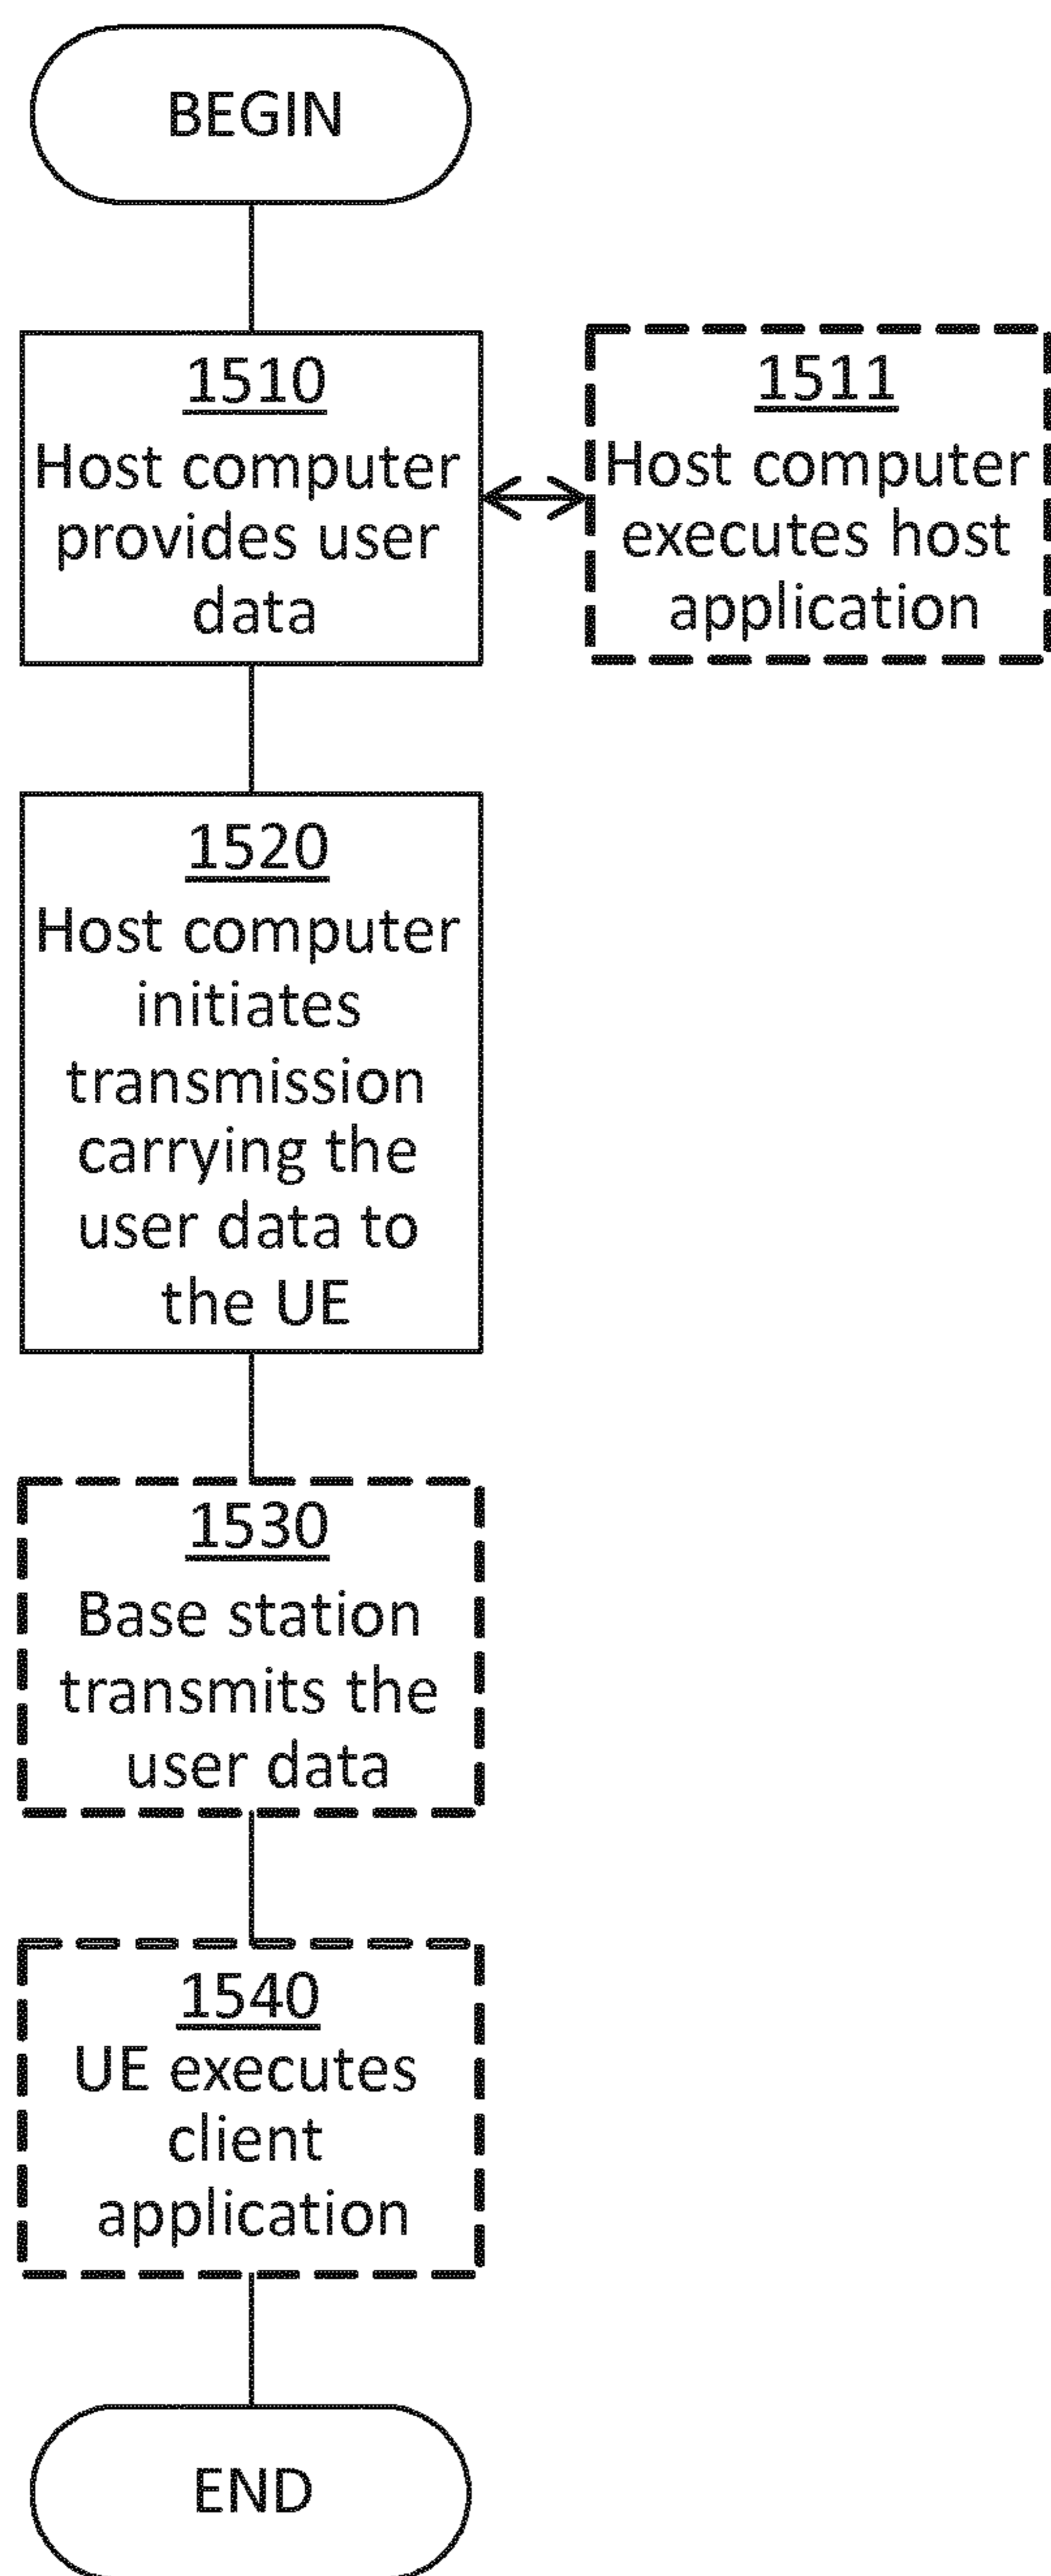 BEGIN
1510
Host computer
provides user
data
1511
Host computer
executes host
application
1520
Host computer
initiates
transmission
carrying the
user data to
the UE
1530
Base station
transmits the
user data
1540
UE executes
client
application
END